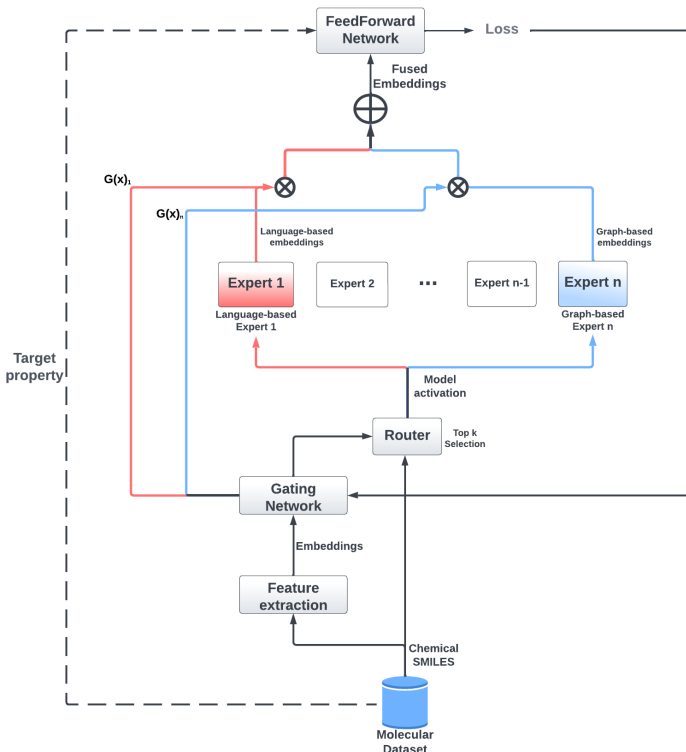 FeedForward
Network
Loss
Fused
Embeddings
G(x)₁
G(x)ₙ
Language-based
embeddings
Graph-based
embeddings
Expert 1
Expert 2
...
Expert n-1
Expert n
Language-based
Expert 1
Graph-based
Expert n
Target
property
Model
activation
Router
Top k
Selection
Gating
Network
Embeddings
Feature
extraction
Chemical
SMILES
Molecular
Dataset